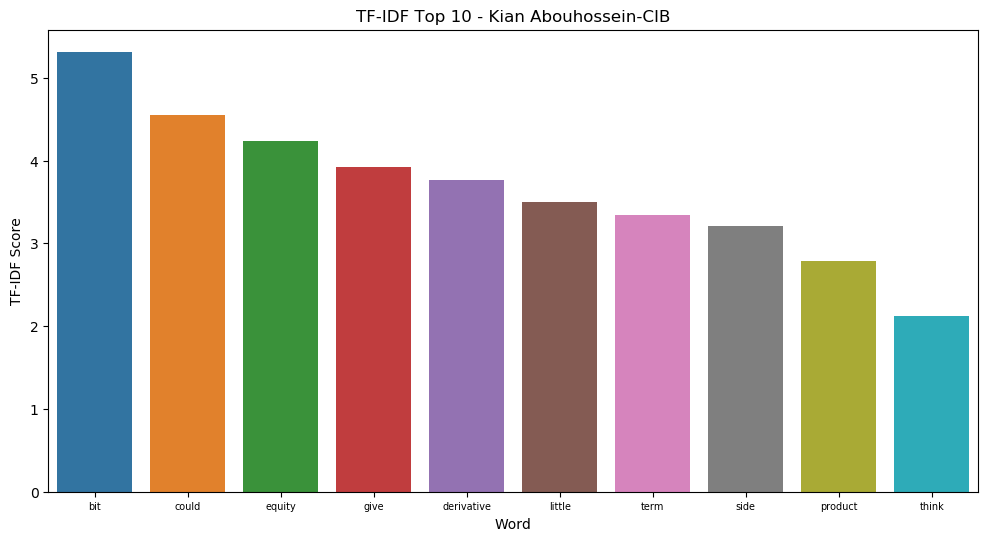 TF-IDF Top 10 - Kian Abouhossein-CIB
TF-IDF Score
5
4
3
2
1
0
bit could equity give derivative little term side product think
Word